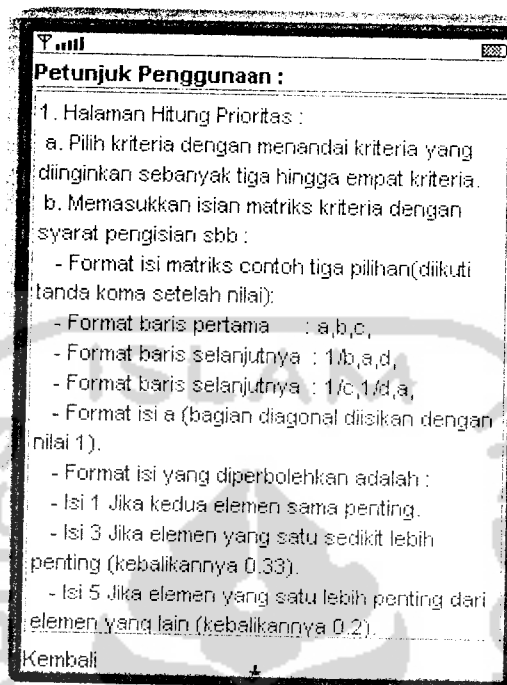 Petunjuk Penggunaan :
1. Halaman Hitung Prioritas :
a. Pilih kriteria dengan menandai kriteria yang
diinginkan sebanyak tiga hingga empat kriteria.
b. Memasukkan isian matriks kriteria dengan
syarat pengisian sbb :
- Format isi matriks contoh tiga pilihan(diikuti
tanda koma setelah nilai):
- Format baris pertama : a,b,c,
- Format baris selanjutnya : 1/b,a,d,
- Format baris selanjutnya : 1/c,1/d,a,
- Format isi a (bagian diagonal diisikan dengan
nilai 1).
- Format isi yang diperbolehkan adalah :
- Isi 1 Jika kedua elemen sama penting.
- Isi 3 Jika elemen yang satu sedikit lebih
penting (kebalikannya 0.33).
- Isi 5 Jika elemen yang satu lebih penting dari
elemen yang lain (kebalikannya 0.2).
Kembali
ISLAM